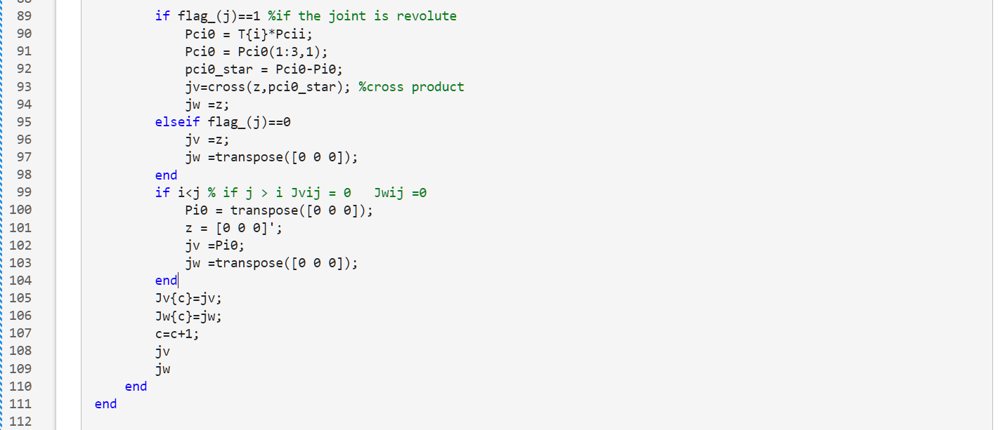 89 if flag_(j)==1 %if the joint is revolute
90 Pci0 = T{i}*Pcii;
91 Pci0 = Pci0(1:3,1);
92 pci0_star = Pci0-Pi0;
93 jv=cross(z,pci0_star); %cross product
94 jw =z;
95 elseif flag_(j)==0
96 jv =z;
97 jw =transpose([0 0 0]);
98 end
99 if i<j % if j > i Jvij = 0   Jwij =0
100 Pi0 = transpose([0 0 0]);
101 z = [0 0 0]';
102 jv =Pi0;
103 jw =transpose([0 0 0]);
104 end
105 Jv{c}=jv;
106 Jw{c}=jw;
107 c=c+1;
108 jv
109 jw
110 end
111 end
112